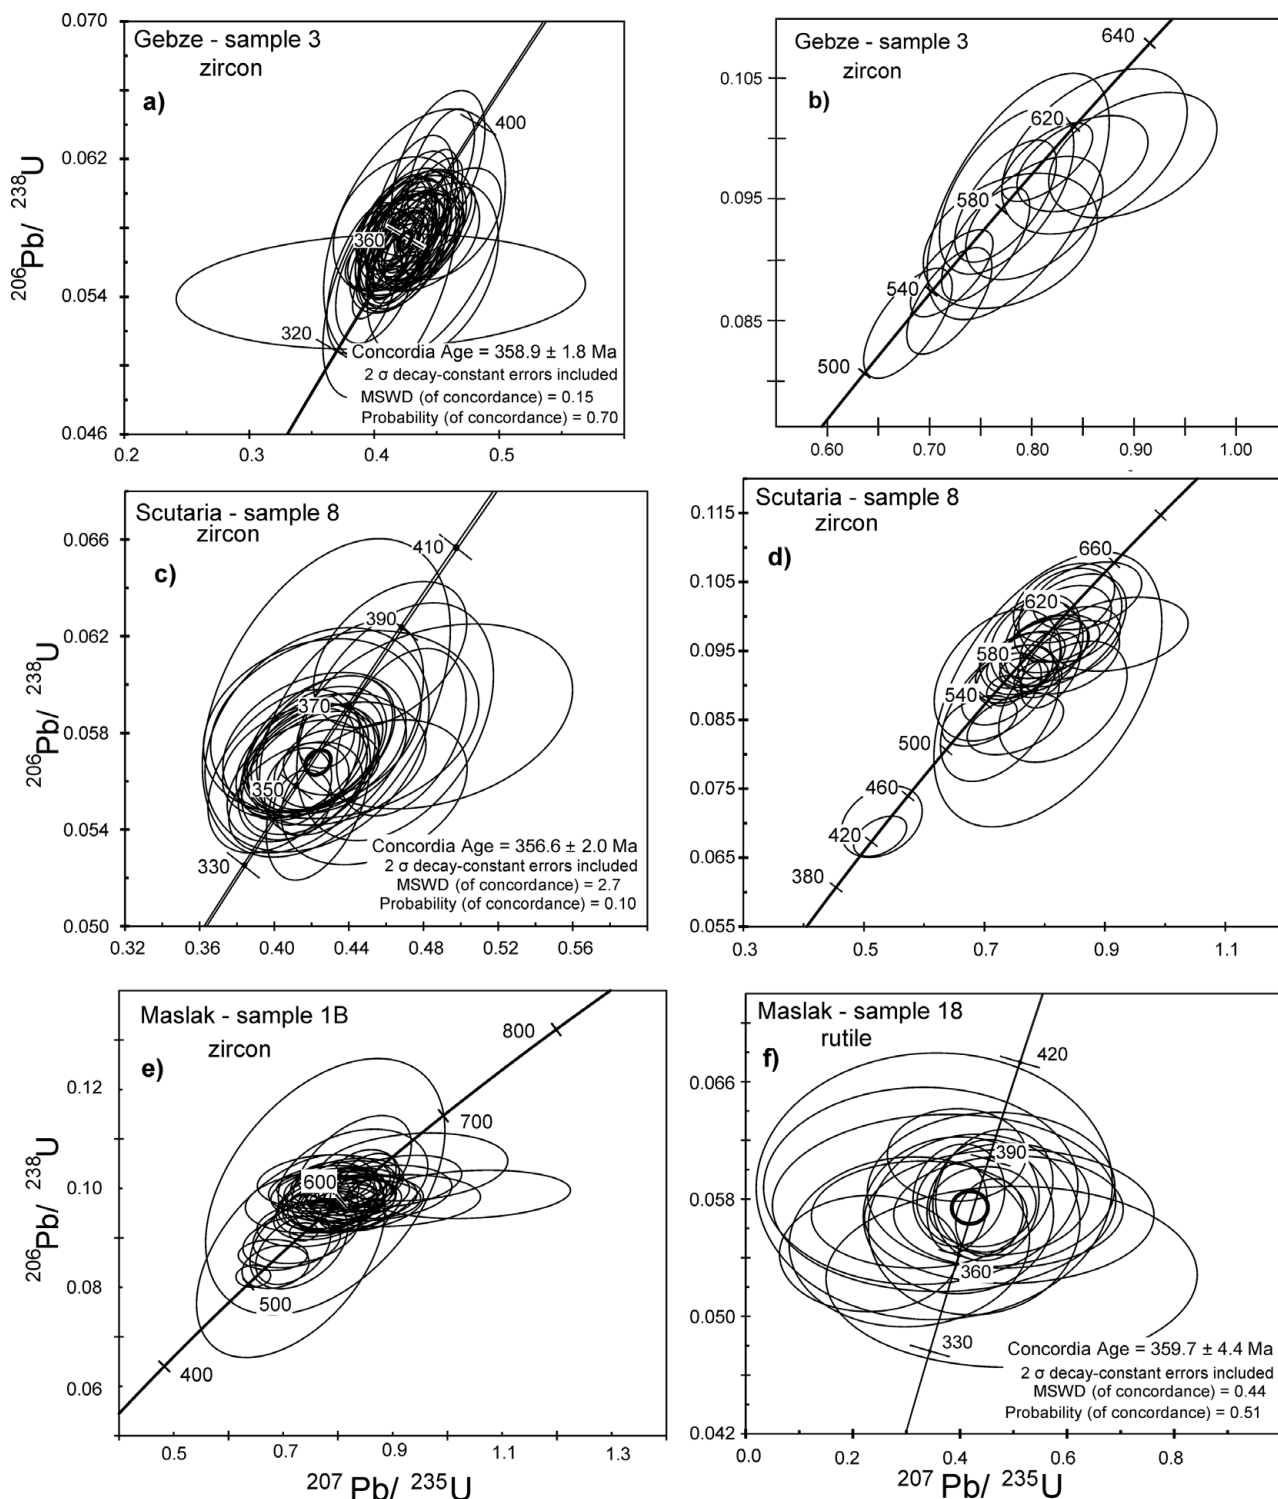 Gebze - sample 3
zircon
a)
0.070
0.062
0.054
0.046
400
360
320
Concordia Age = 358.9 ± 1.8 Ma
2 σ decay-constant errors included
MSWD (of concordance) = 0.15
Probability (of concordance) = 0.70
0.2 0.3 0.4 0.5
206Pb/ 238U
Gebze - sample 3
zircon
b)
0.105
0.095
0.085
640
620
580
540
500
0.60 0.70 0.80 0.90 1.00
Scutaria - sample 8
zircon
c)
0.066
0.062
0.058
0.054
0.050
410
390
370
350
330
Concordia Age = 356.6 ± 2.0 Ma
2 σ decay-constant errors included
MSWD (of concordance) = 2.7
Probability (of concordance) = 0.10
0.32 0.36 0.40 0.44 0.48 0.52 0.56
206Pb/ 238U
Scutaria - sample 8
zircon
d)
0.115
0.105
0.095
0.085
0.075
0.065
0.055
660
620
580
540
500
460
420
380
0.3 0.5 0.7 0.9 1.1
Maslak - sample 1B
zircon
e)
0.12
0.10
0.08
0.06
800
700
600
500
400
0.5 0.7 0.9 1.1 1.3
206Pb/ 238U
207 Pb/ 235U
Maslak - sample 18
rutile
f)
0.066
0.058
0.050
0.042
420
390
360
330
Concordia Age = 359.7 ± 4.4 Ma
2 σ decay-constant errors included
MSWD (of concordance) = 0.44
Probability (of concordance) = 0.51
0.0 0.2 0.4 0.6 0.8
207 Pb/ 235U